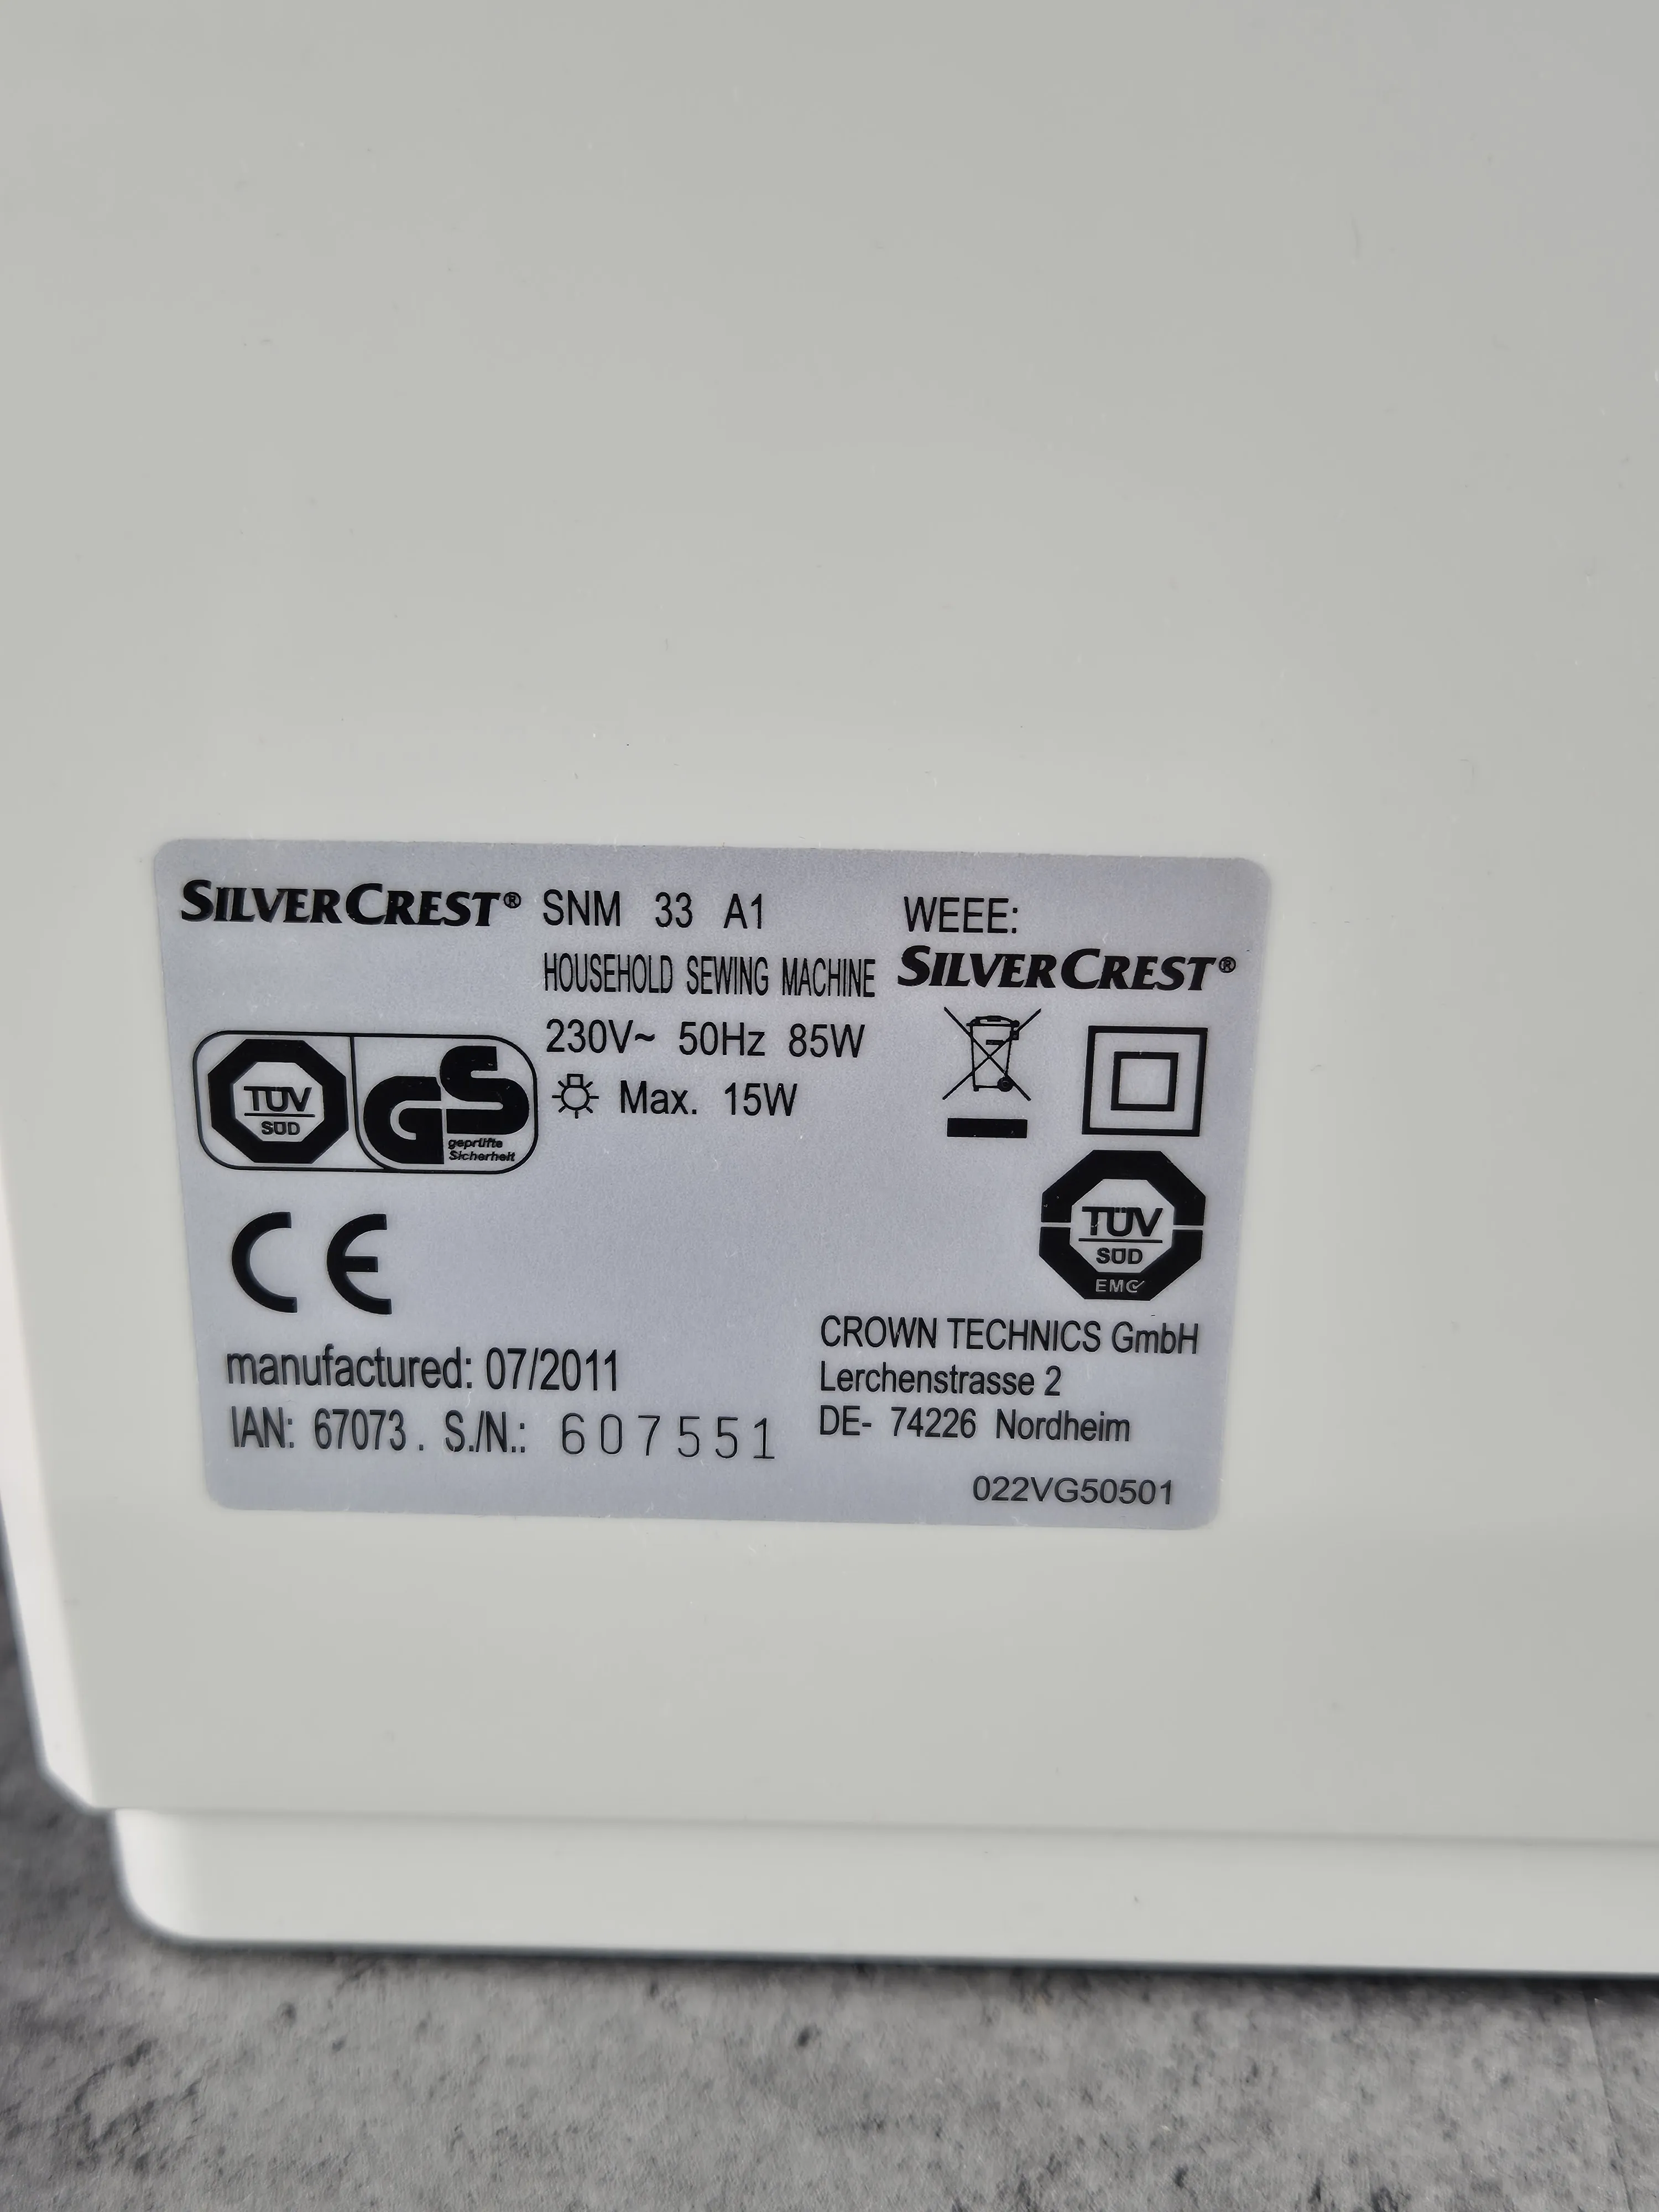 SILVERCREST® SNM 33 A1
HOUSEHOLD SEWING MACHINE
230V~ 50Hz 85W
Max. 15W
WEEE:
SILVERCREST®
TÜV
SÜD
GS
geprüfte
Sicherheit
CE
TÜV
SÜD
EMC
manufactured: 07/2011
IAN: 67073. S./N.: 607551
CROWN TECHNICS GmbH
Lerchenstrasse 2
DE- 74226 Nordheim
022VG50501